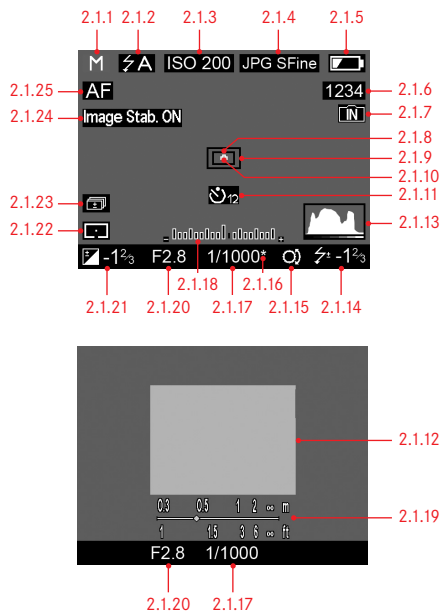 2.1.1 2.1.2 2.1.3 2.1.4 2.1.5
M ⚡A ISO 200 JPG SFine
2.1.25 AF 1234 2.1.6
2.1.24 Image Stab. ON IN 2.1.7
2.1.8
2.1.9
2.1.10
12 2.1.11
2.1.23
2.1.13
2.1.22
- +
-1⅔ F2.8 1/1000* ⚡± -1⅔
2.1.18 2.1.16
2.1.21 2.1.20 2.1.17 2.1.15 2.1.14
2.1.12
0.3 0.5 1 2 ∞ m
2.1.19
1 1.5 3 6 ∞ ft
F2.8 1/1000
2.1.20 2.1.17